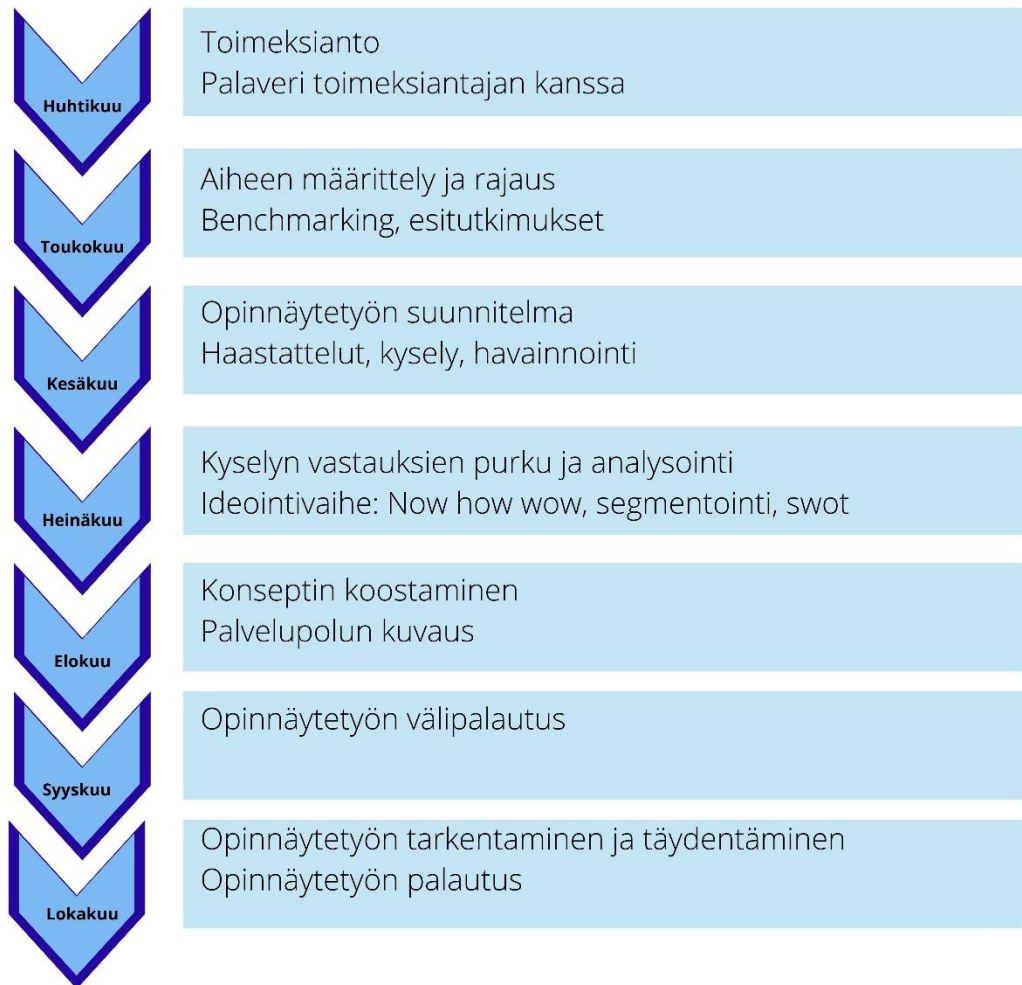 Huhtikuu
Toimeksianto
Palaveri toimeksiantajan kanssa
Toukokuu
Aiheen määrittely ja rajaus
Benchmarking, esitutkimukset
Kesäkuu
Opinnäytetyön suunnitelma
Haastattelut, kysely, havainnointi
Heinäkuu
Kyselyn vastauksien purku ja analysointi
Ideointivaihe: Now how wow, segmentointi, swot
Elokuu
Konseptin koostaminen
Palvelupolun kuvaus
Syyskuu
Opinnäytetyön välipalautus
Lokakuu
Opinnäytetyön tarkentaminen ja täydentäminen
Opinnäytetyön palautus